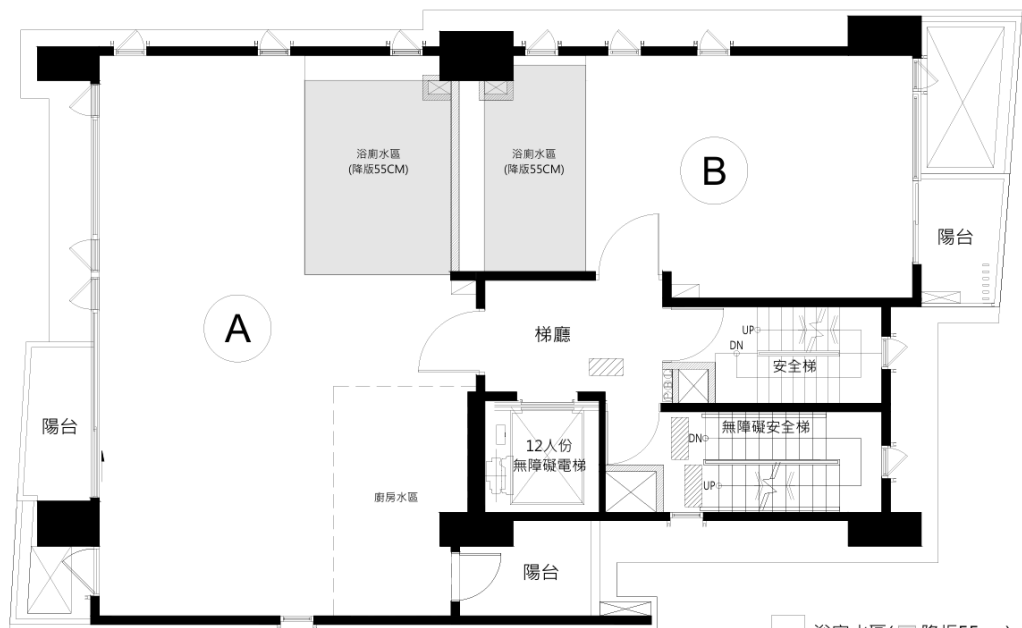 浴廁水區
(降版55CM)
浴廁水區
(降版55CM)
B
陽台
A
梯廳
UP
DN
安全梯
陽台
12人份
無障礙電梯
無障礙安全梯
DN
UP
廚房水區
陽台